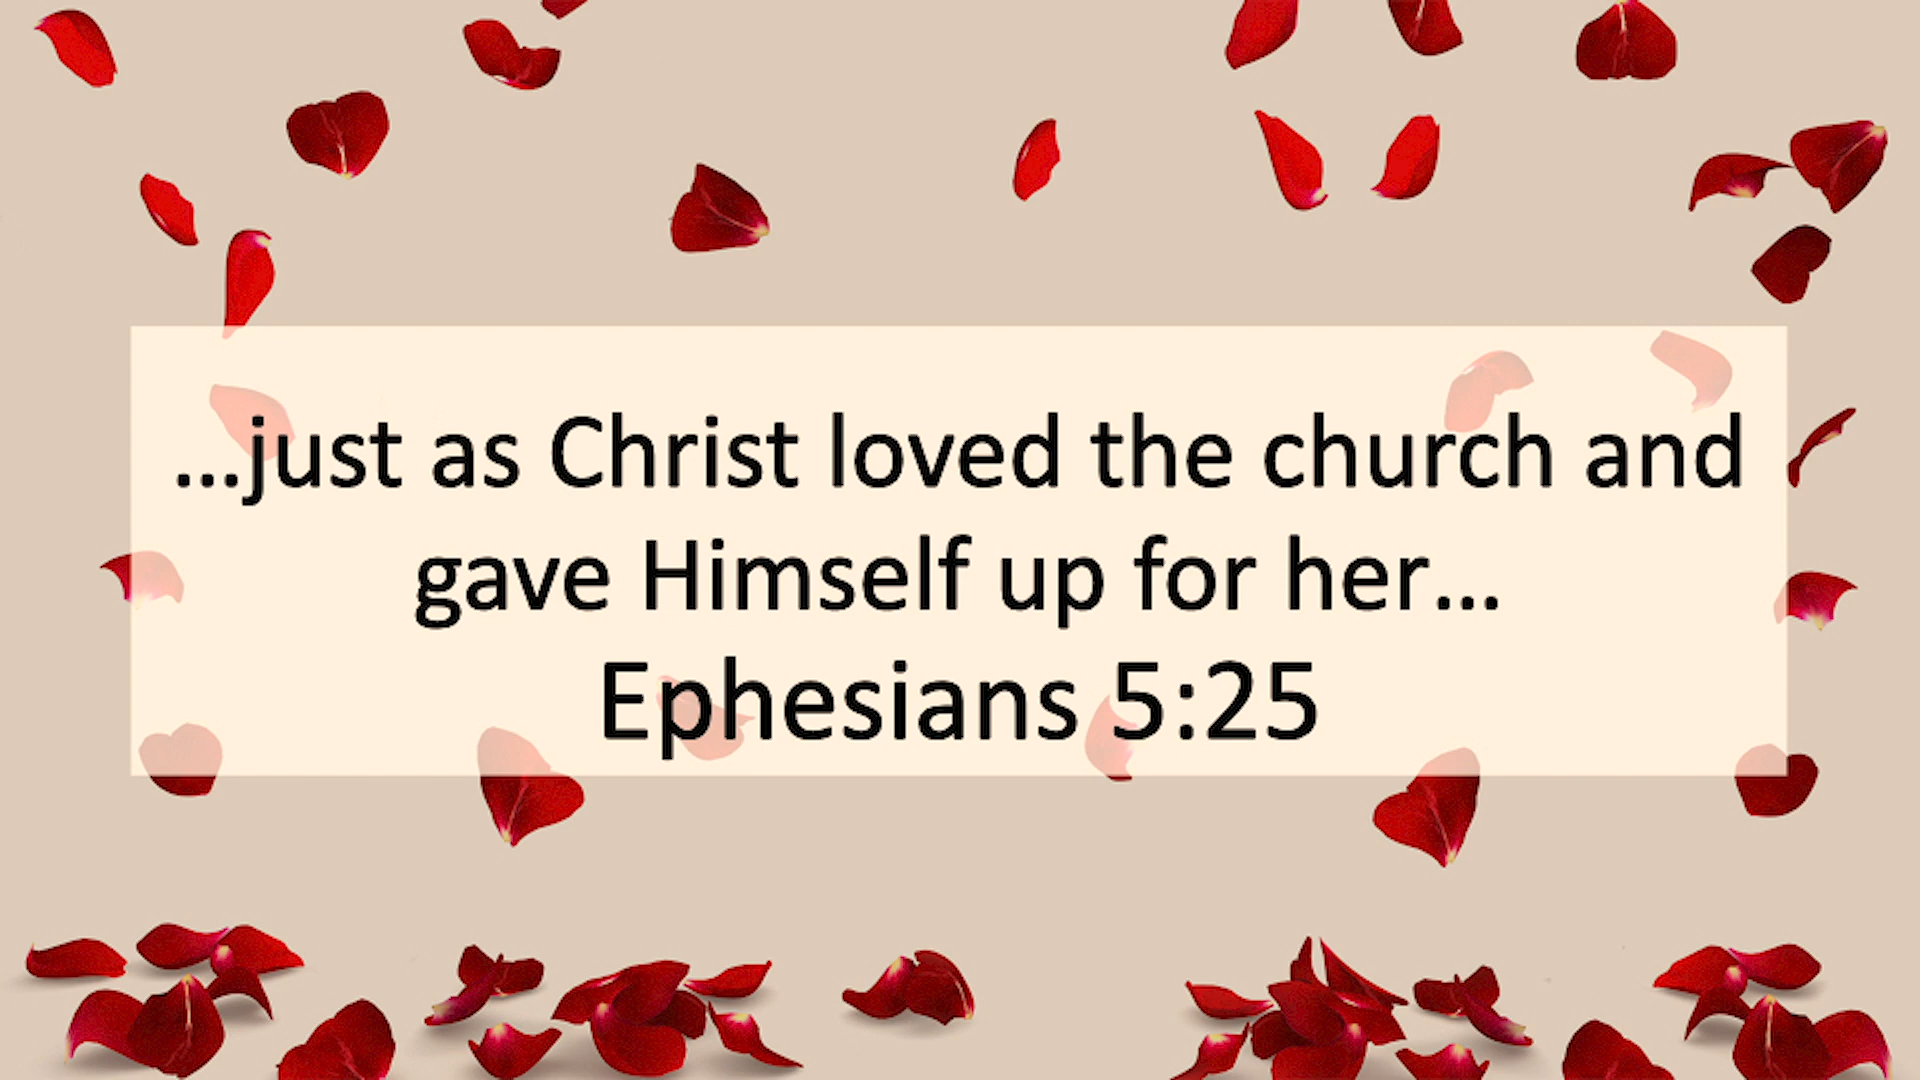 ...just as Christ loved the church and
gave Himself up for her...
Ephesians 5:25